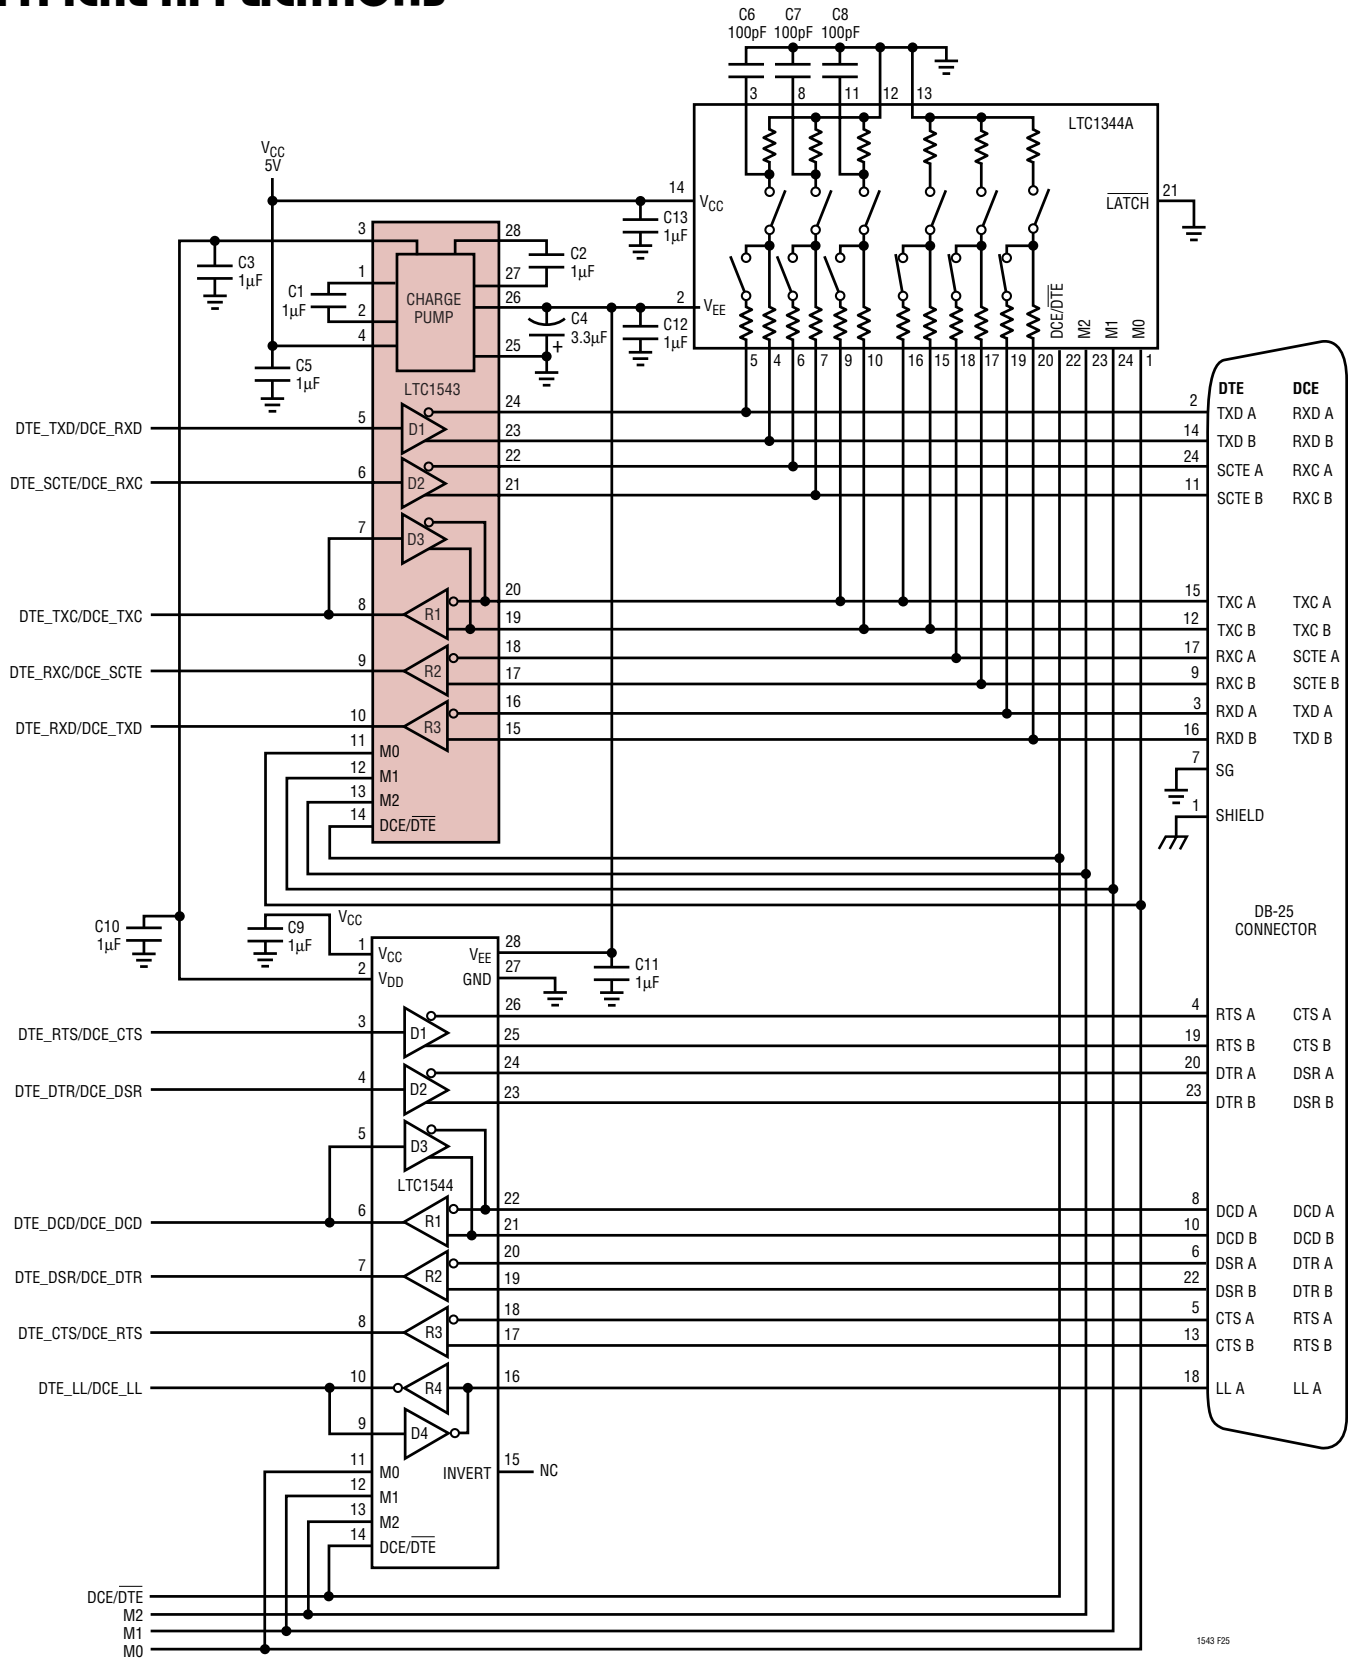 C6 C7 C8
100pF 100pF 100pF
3 8 11 12 13
LTC1344A
VCC
5V
14
VCC
21
LATCH
C13
1µF
3
28
C3
1µF
C2
1µF
1
27
CHARGE
PUMP
C1
1µF
2
26
2
VEE
C4
3.3µF
+
C12
1µF
4
25
DCE/DTE
M2
M1
M0
C5
1µF
LTC1543
5 4 6 7 9 10 16 15 18 17 19 20 22 23 24 1
DTE DCE
DTE_TXD/DCE_RXD 5 D1 24 2 TXD A RXD A
23 14 TXD B RXD B
DTE_SCTE/DCE_RXC 6 D2 22 24 SCTE A RXC A
21 11 SCTE B RXC B
7 D3
DTE_TXC/DCE_TXC 8 R1 20 15 TXC A TXC A
19 12 TXC B TXC B
DTE_RXC/DCE_SCTE 9 R2 18 17 RXC A SCTE A
17 9 RXC B SCTE B
DTE_RXD/DCE_TXD 10 R3 16 3 RXD A TXD A
15 16 RXD B TXD B
11 M0
12 M1
13 M2
14 DCE/DTE
7 SG
1 SHIELD
DB-25
CONNECTOR
C10
1µF
C9
1µF
VCC
1 VCC VEE 28
2 VDD GND 27
C11
1µF
DTE_RTS/DCE_CTS 3 D1 26 4 RTS A CTS A
25 19 RTS B CTS B
DTE_DTR/DCE_DSR 4 D2 24 20 DTR A DSR A
23 23 DTR B DSR B
5 D3
LTC1544
DTE_DCD/DCE_DCD 6 R1 22 8 DCD A DCD A
21 10 DCD B DCD B
DTE_DSR/DCE_DTR 7 R2 20 6 DSR A DTR A
19 22 DSR B DTR B
DTE_CTS/DCE_RTS 8 R3 18 5 CTS A RTS A
17 13 CTS B RTS B
DTE_LL/DCE_LL 10 R4 16 18 LL A LL A
9 D4
11 M0 INVERT 15 NC
12 M1
13 M2
14 DCE/DTE
DCE/DTE
M2
M1
M0
1543 F25